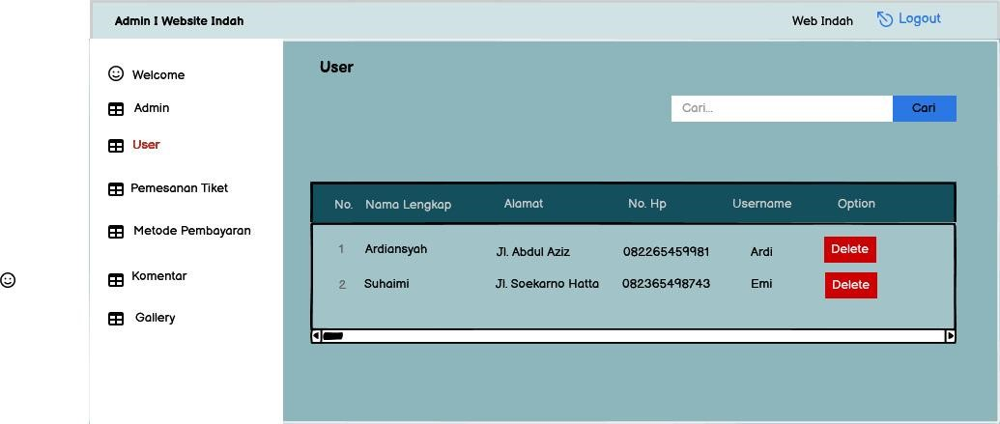 Admin I Website Indah
Web Indah
Logout
Welcome
Admin
User
Pemesanan Tiket
Metode Pembayaran
Komentar
Gallery
User
Cari...
Cari
No. Nama Lengkap Alamat No. Hp Username Option
1 Ardiansyah Jl. Abdul Aziz 082265459981 Ardi Delete
2 Suhaimi Jl. Soekarno Hatta 082365498743 Emi Delete